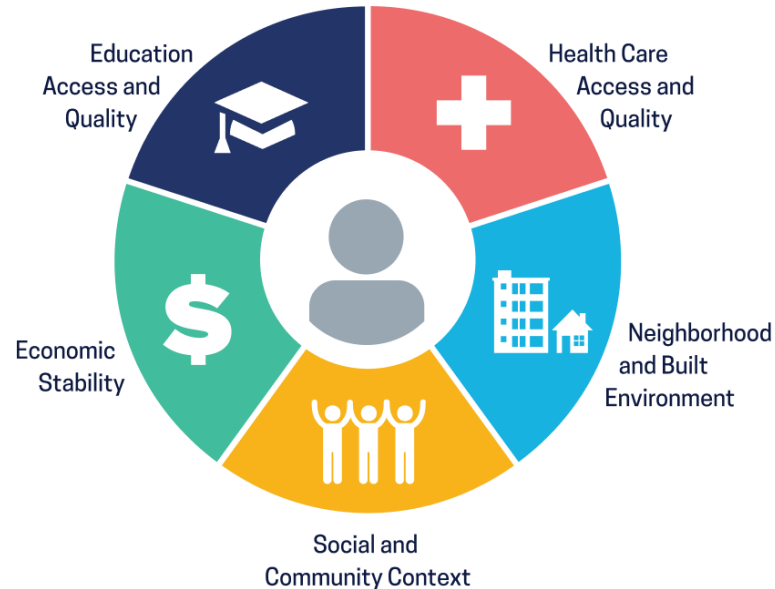 Education
Access and
Quality
Health Care
Access and
Quality
Economic
Stability
Neighborhood
and Built
Environment
Social and
Community Context